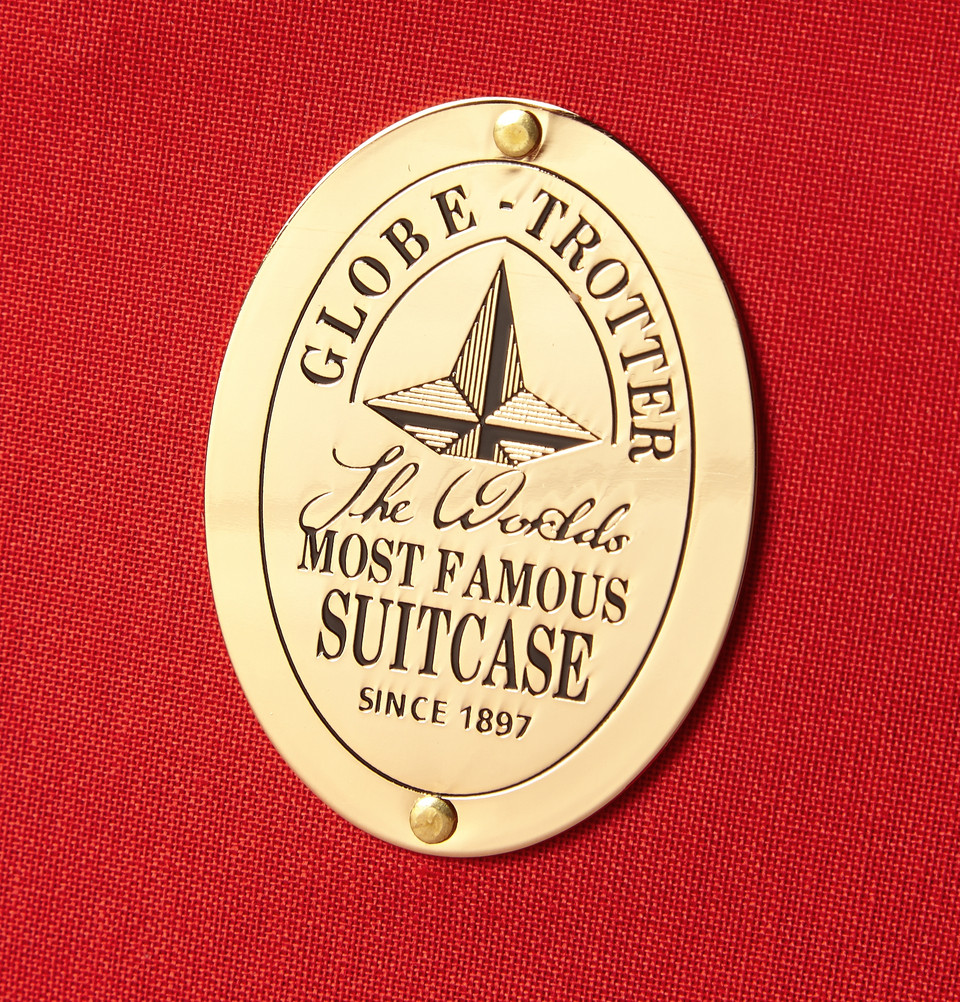 GLOBE - TROTTER
The Worlds
MOST FAMOUS
SUITCASE
SINCE 1897